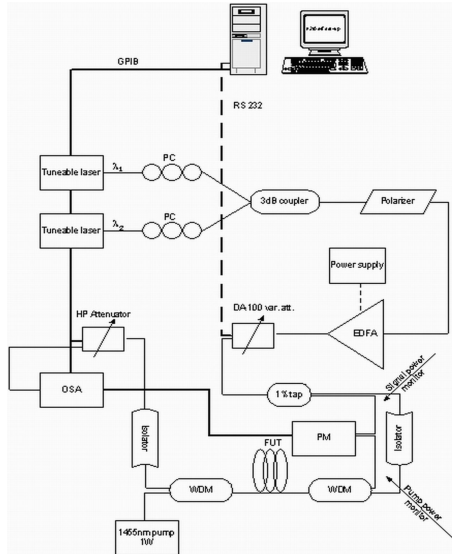 GPIB
RS 232
PC
Tuneable laser
λ1
3dB coupler
Polarizer
PC
Tuneable laser
λ2
Power supply
HP Attenuator
DA-100 var. att.
EDFA
OSA
1% tap
Signal power
monitor
Isolator
FUT
PM
Isolator
WDM
WDM
Pump power
monitor
1455nm pump
1W